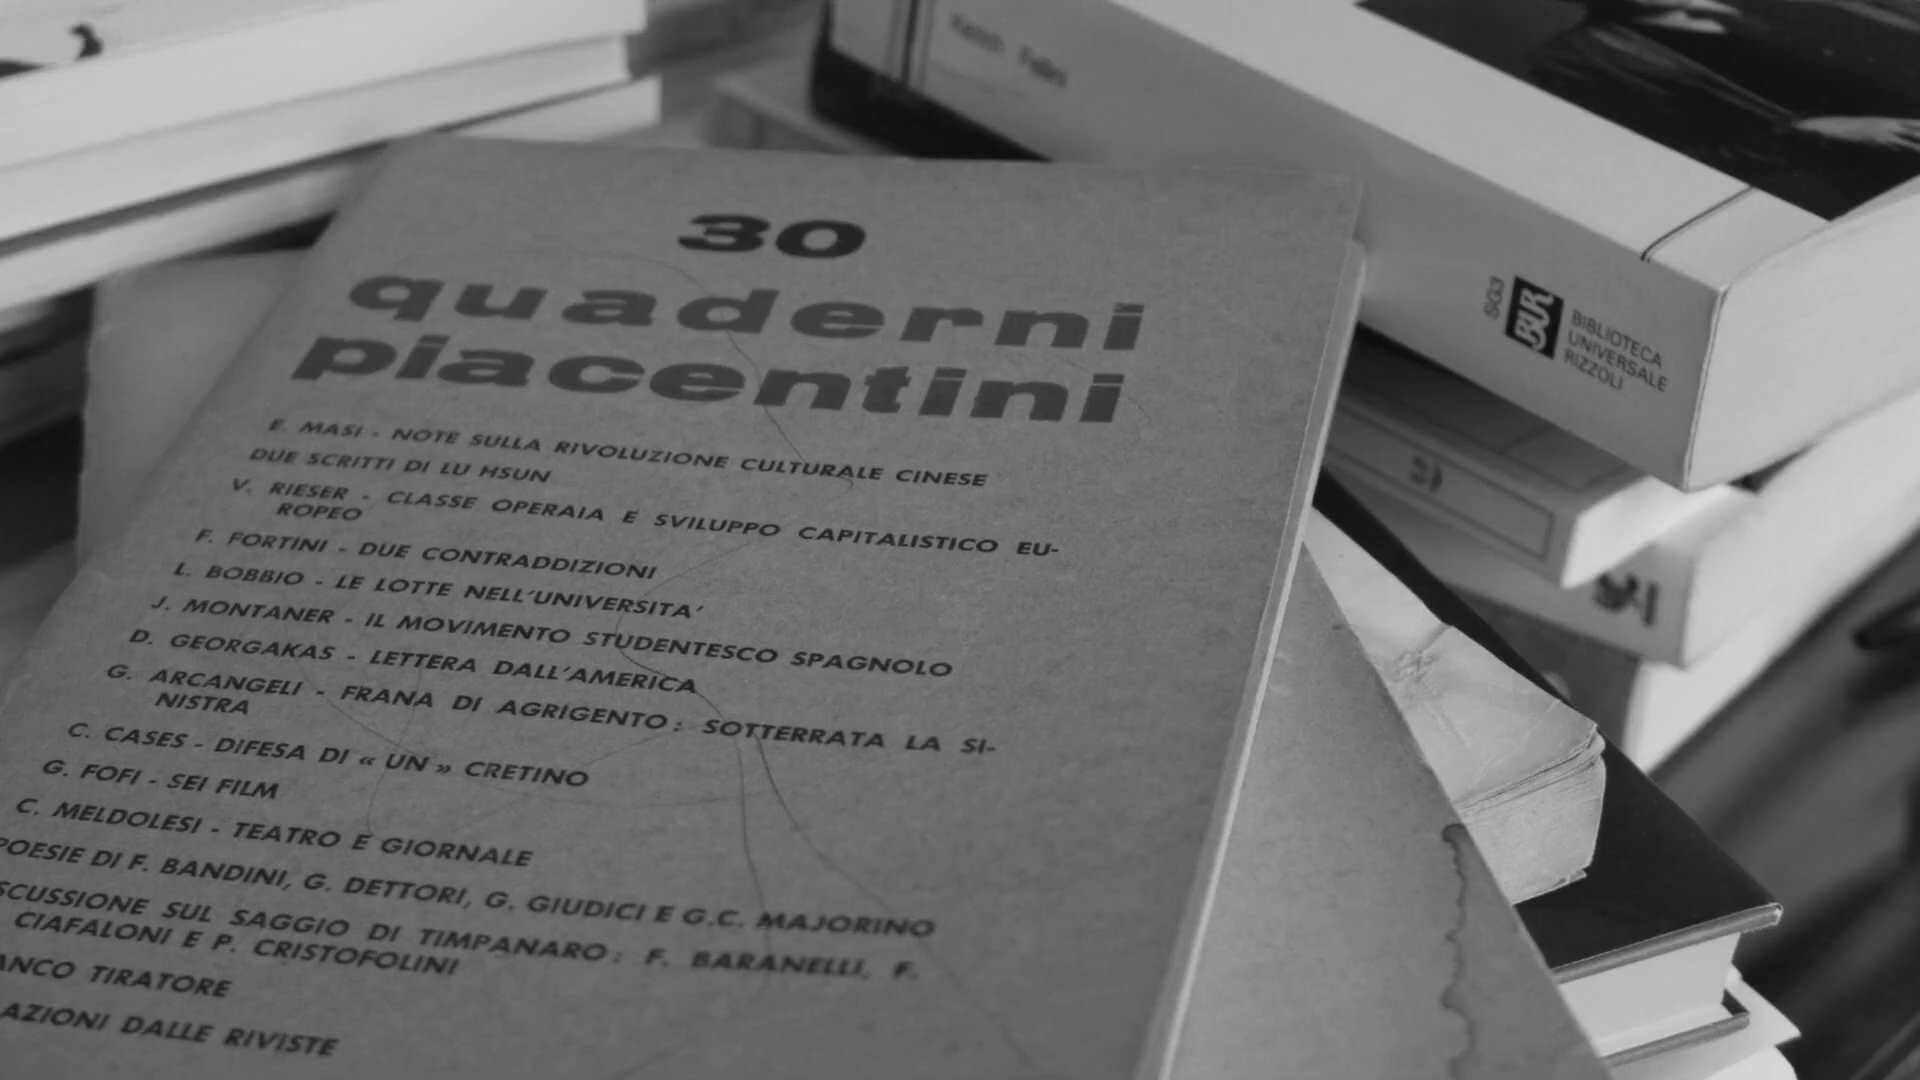 30
quaderni
piacentini
E. MASI - NOTE SULLA RIVOLUZIONE CULTURALE CINESE
DUE SCRITTI DI LU HSUN
V. RIESER - CLASSE OPERAIA E SVILUPPO CAPITALISTICO EU-
ROPEO
F. FORTINI - DUE CONTRADDIZIONI
L. BOBBIO - LE LOTTE NELL'UNIVERSITA'
J. MONTANER - IL MOVIMENTO STUDENTESCO SPAGNOLO
D. GEORGAKAS - LETTERA DALL'AMERICA
G. ARCANGELI - FRANA DI AGRIGENTO: SOTTERRATA LA SI-
NISTRA
C. CASES - DIFESA DI « UN » CRETINO
G. FOFI - SEI FILM
C. MELDOLESI - TEATRO E GIORNALE
POESIE DI F. BANDINI, G. DETTORI, G. GIUDICI E G.C. MAJORINO
SCUSSIONE SUL SAGGIO DI TIMPANARO: F. BARANELLI, F.
CIAFALONI E P. CRISTOFOLINI
ANCO TIRATORE
AZIONI DALLE RIVISTE
SG3
BUR
BIBLIOTECA
UNIVERSALE
RIZZOLI